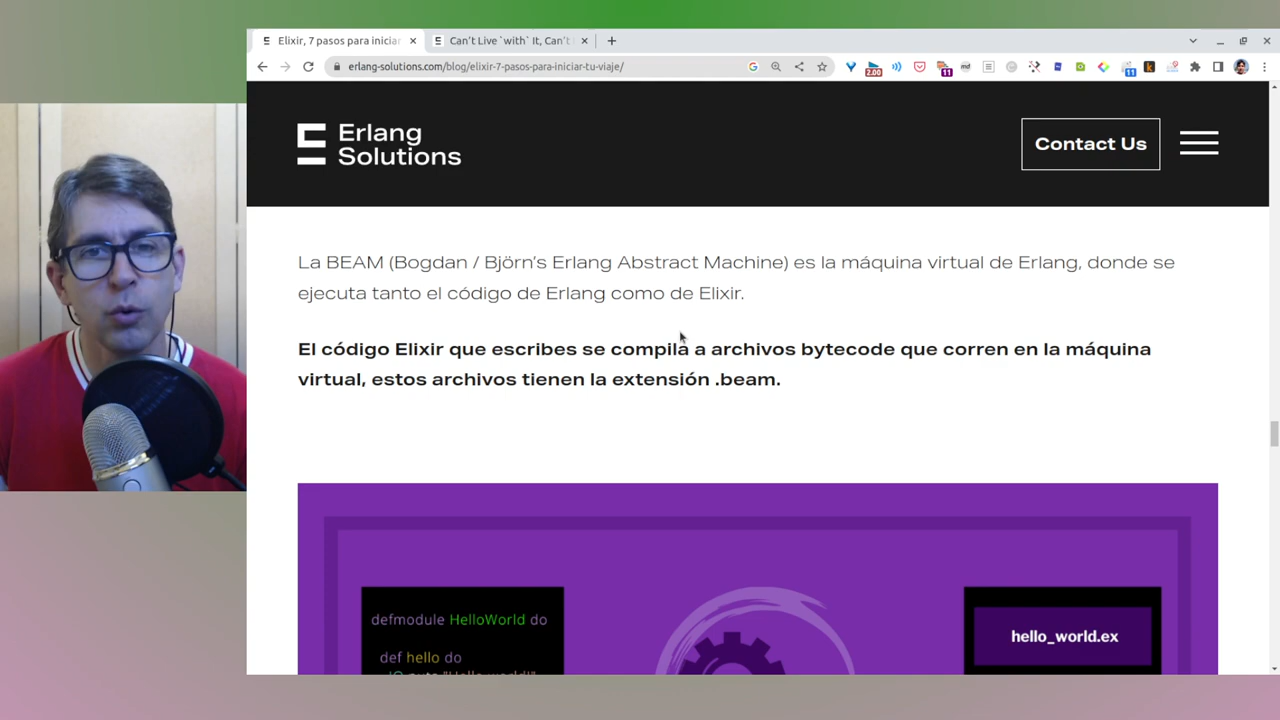 Elixir, 7 pasos para iniciar
Can't Live `with` It, Can't
erlang-solutions.com/blog/elixir-7-pasos-para-iniciar-tu-viaje/
2.00
11
11
Erlang
Solutions
Contact Us
La BEAM (Bogdan / Björn's Erlang Abstract Machine) es la máquina virtual de Erlang, donde se
ejecuta tanto el código de Erlang como de Elixir.
El código Elixir que escribes se compila a archivos bytecode que corren en la máquina
virtual, estos archivos tienen la extensión .beam.
defmodule HelloWorld do
def hello do
hello_world.ex